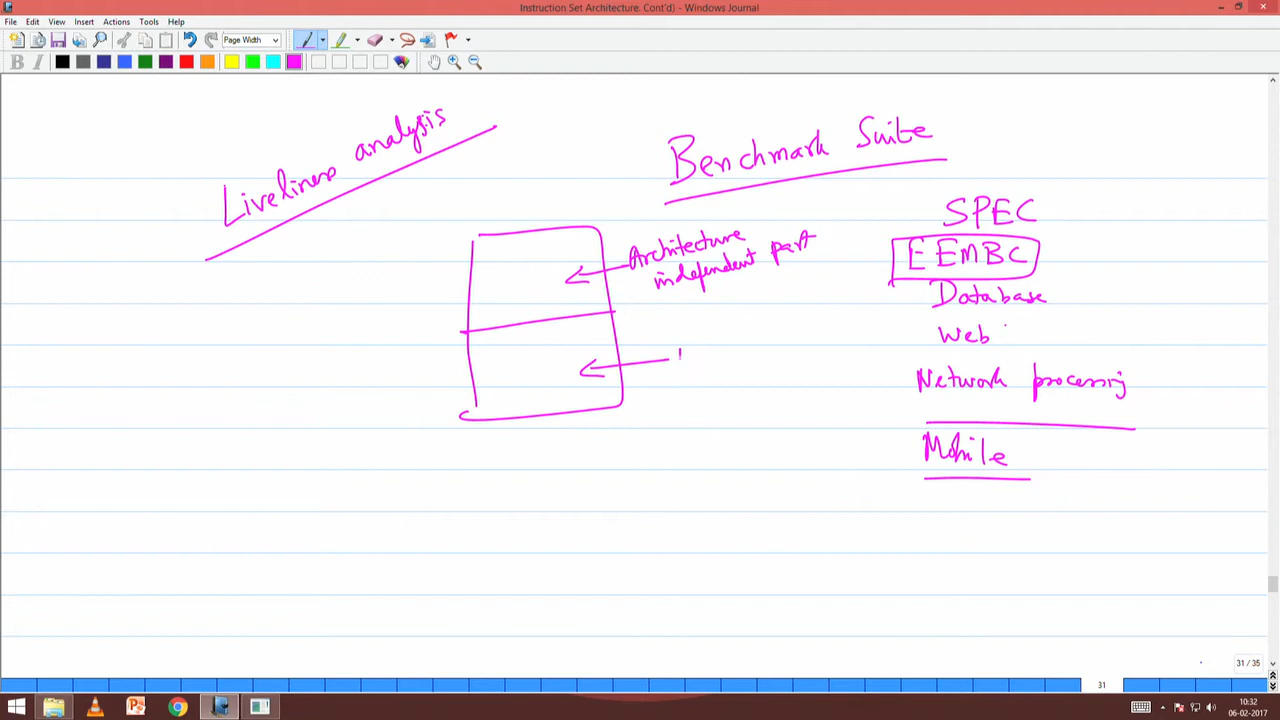 Instruction Set Architecture. Cont'd) - Windows Journal
File Edit View Insert Actions Tools Help
Page Width
B I
Liveliness analysis
Benchmark Suite
SPEC
EEMBC
Database
Web
Network processing
Mobile
Architecture
independent part
31 / 35
31
10:32
06-02-2017